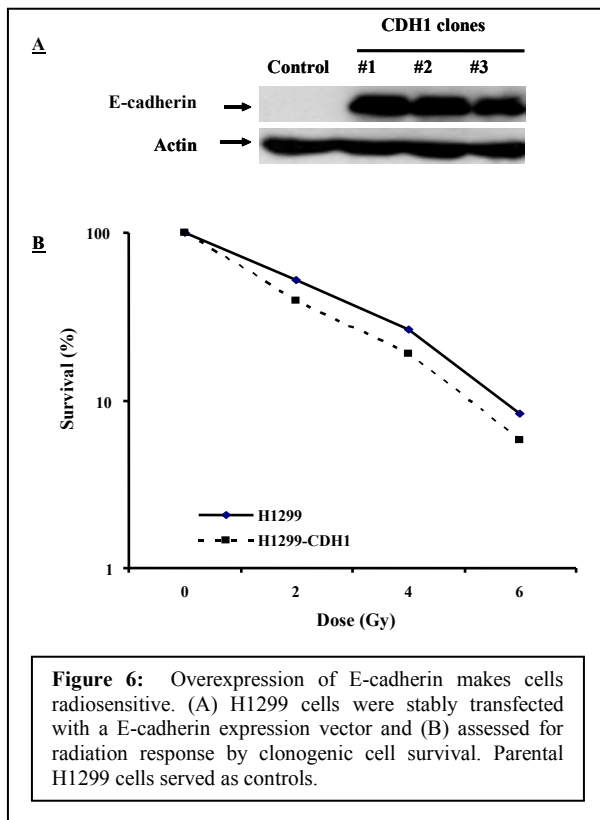 CDH1 clones
A
Control #1 #2 #3
E-cadherin
Actin
B
100
10
1
Survival (%)
H1299
H1299-CDH1
0 2 4 6
Dose (Gy)
Figure 6: Overexpression of E-cadherin makes cells
radiosensitive. (A) H1299 cells were stably transfected
with a E-cadherin expression vector and (B) assessed for
radiation response by clonogenic cell survival. Parental
H1299 cells served as controls.